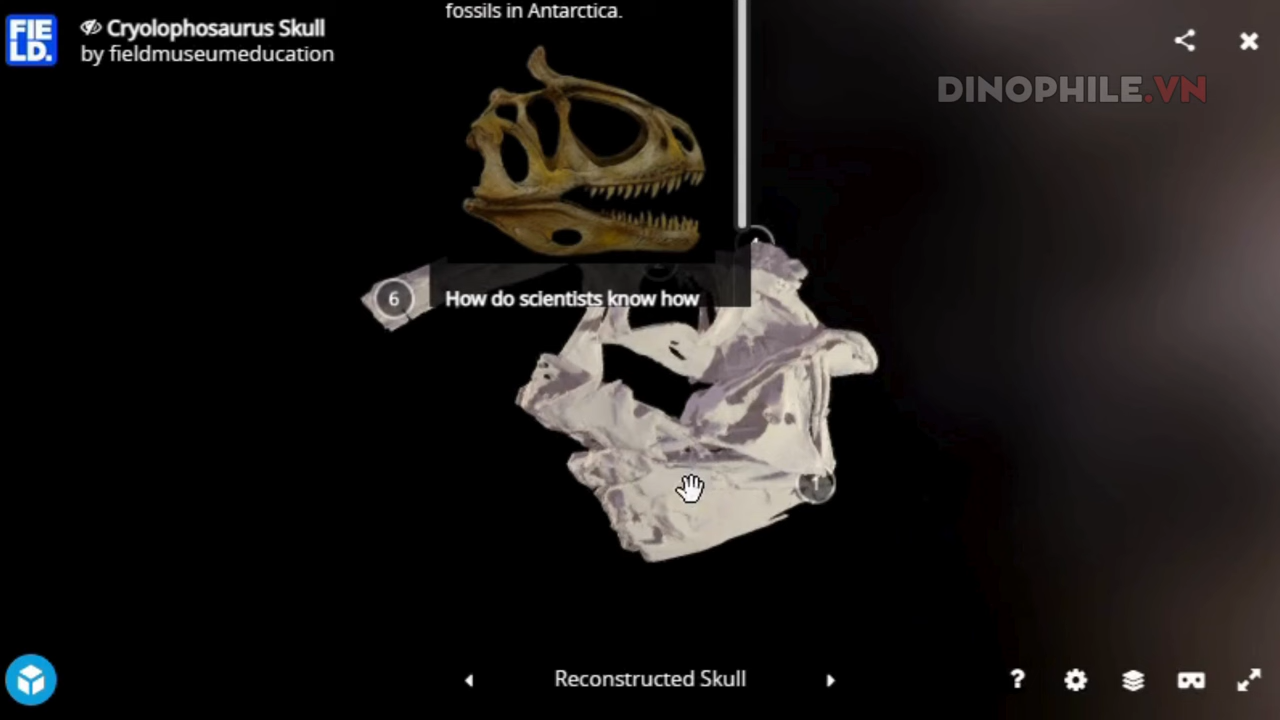 fossils in Antarctica.
FIE
LD.
Cryolophosaurus Skull
by fieldmuseumeducation
DINOPHILE.VN
6
How do scientists know how
1
Reconstructed Skull
?